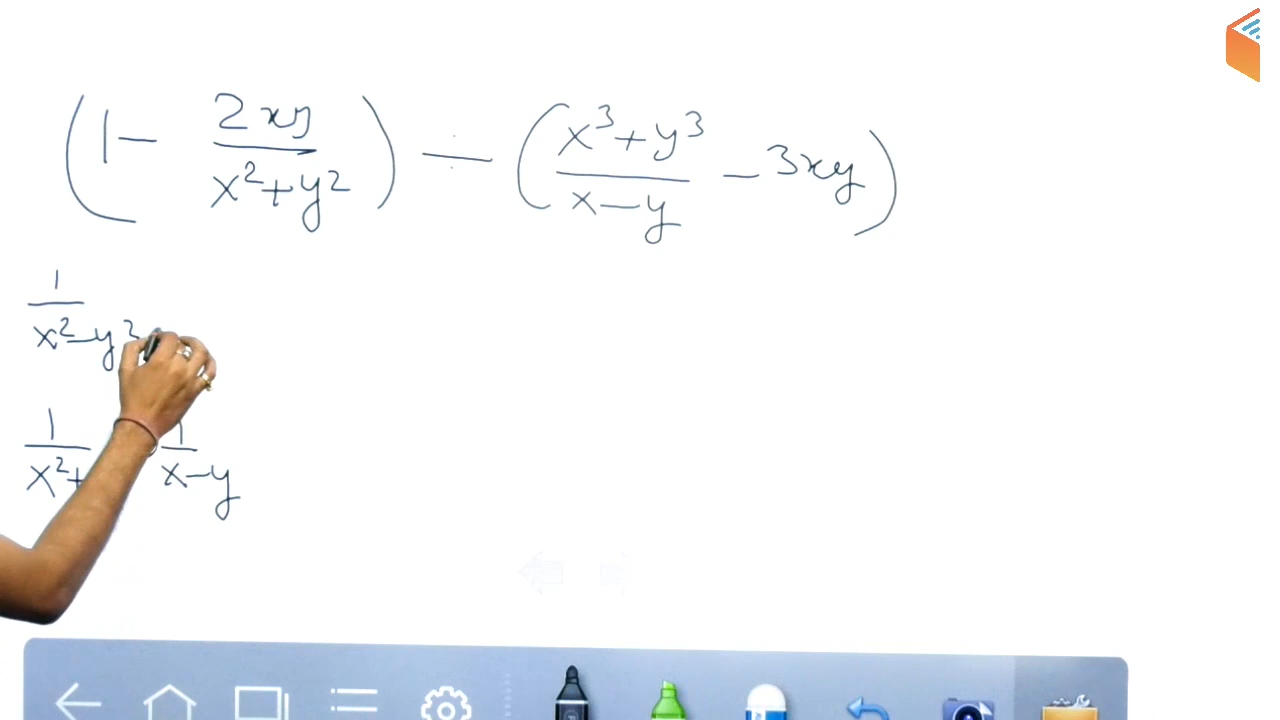 (1 - 2xy / x² + y²) ÷ (x³ + y³ / x - y - 3xy)
1 / x² - y²
1 / x² + 1 / x - y